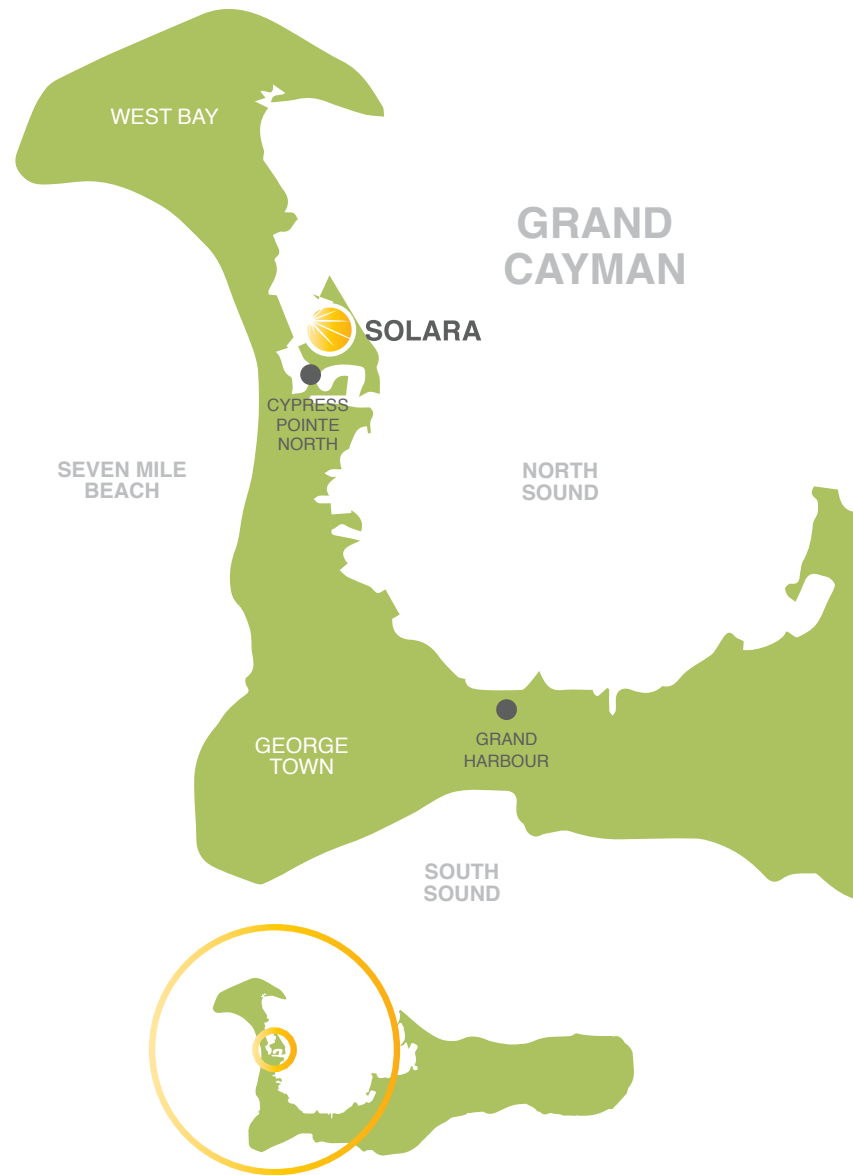 WEST BAY
GRAND
CAYMAN
SOLARA
CYPRESS
POINTE
NORTH
SEVEN MILE
BEACH
NORTH
SOUND
GEORGE
TOWN
GRAND
HARBOUR
SOUTH
SOUND